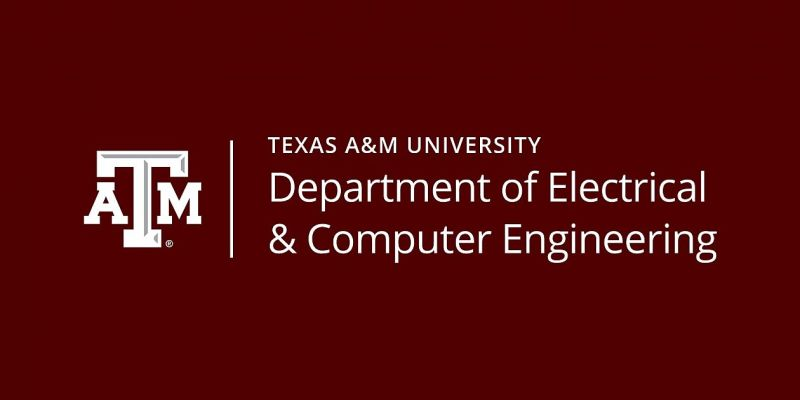 ATM®
TEXAS A&M UNIVERSITY
Department of Electrical
& Computer Engineering